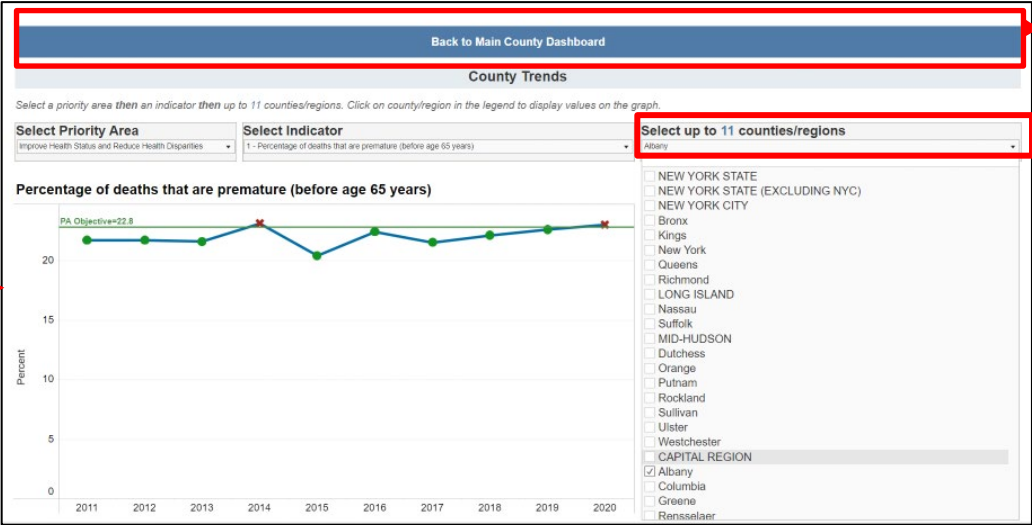 Back to Main County Dashboard
County Trends
Select a priority area then an indicator then up to 11 counties/regions. Click on county/region in the legend to display values on the graph.
Select Priority Area
Improve Health Status and Reduce Health Disparities
Select Indicator
1 - Percentage of deaths that are premature (before age 65 years)
Select up to 11 counties/regions
Albany
Percentage of deaths that are premature (before age 65 years)
PA Objective=22.8
20
15
10
5
0
Percent
2011 2012 2013 2014 2015 2016 2017 2018 2019 2020
NEW YORK STATE
NEW YORK STATE (EXCLUDING NYC)
NEW YORK CITY
Bronx
Kings
New York
Queens
Richmond
LONG ISLAND
Nassau
Suffolk
MID-HUDSON
Dutchess
Orange
Putnam
Rockland
Sullivan
Ulster
Westchester
CAPITAL REGION
Albany
Columbia
Greene
Rensselaer